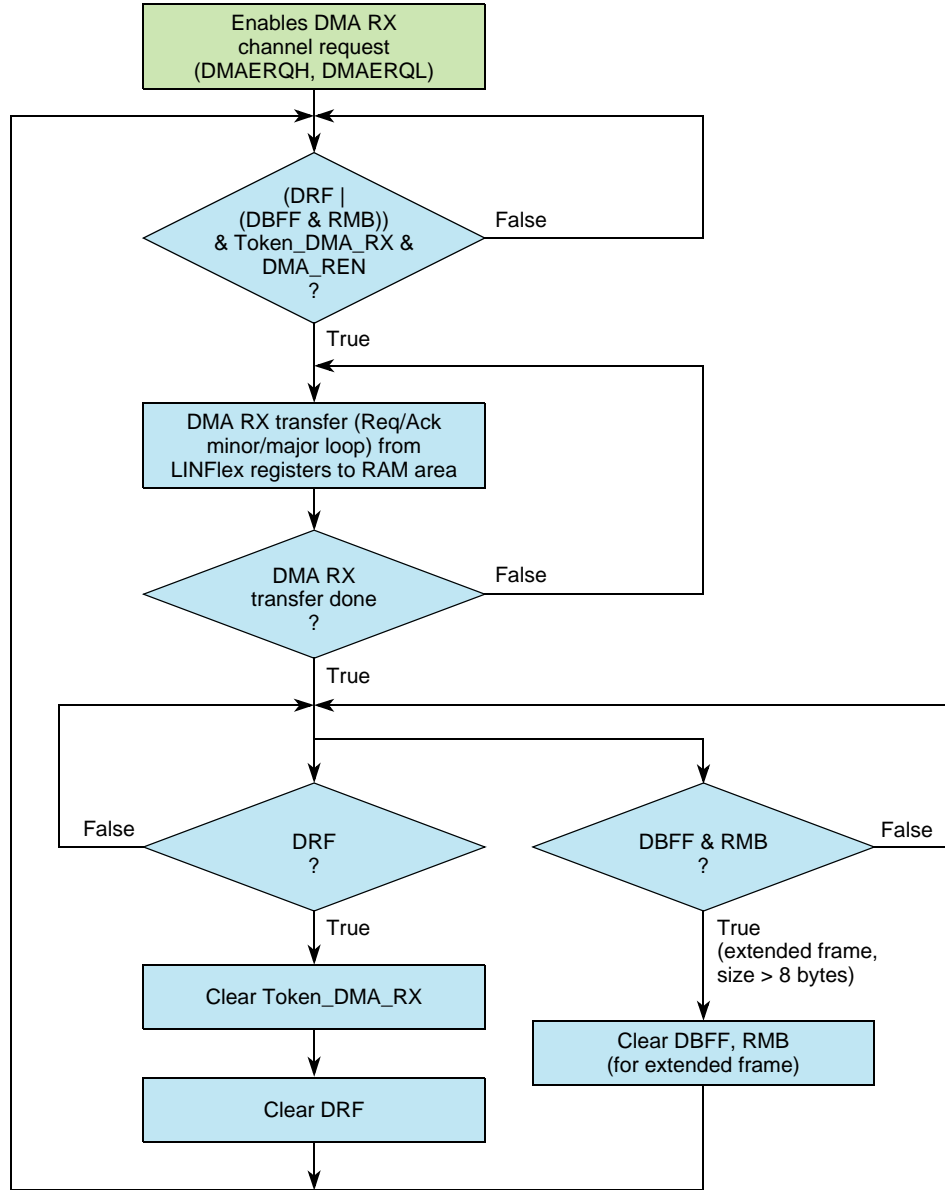 Enables DMA RX
channel request
(DMAERQH, DMAERQL)
(DRF |
(DBFF & RMB))
& Token_DMA_RX &
DMA_REN
?
False
True
DMA RX transfer (Req/Ack
minor/major loop) from
LINFlex registers to RAM area
DMA RX
transfer done
?
False
True
DRF
?
False
True
DBFF & RMB
?
False
True
(extended frame,
size > 8 bytes)
Clear Token_DMA_RX
Clear DBFF, RMB
(for extended frame)
Clear DRF